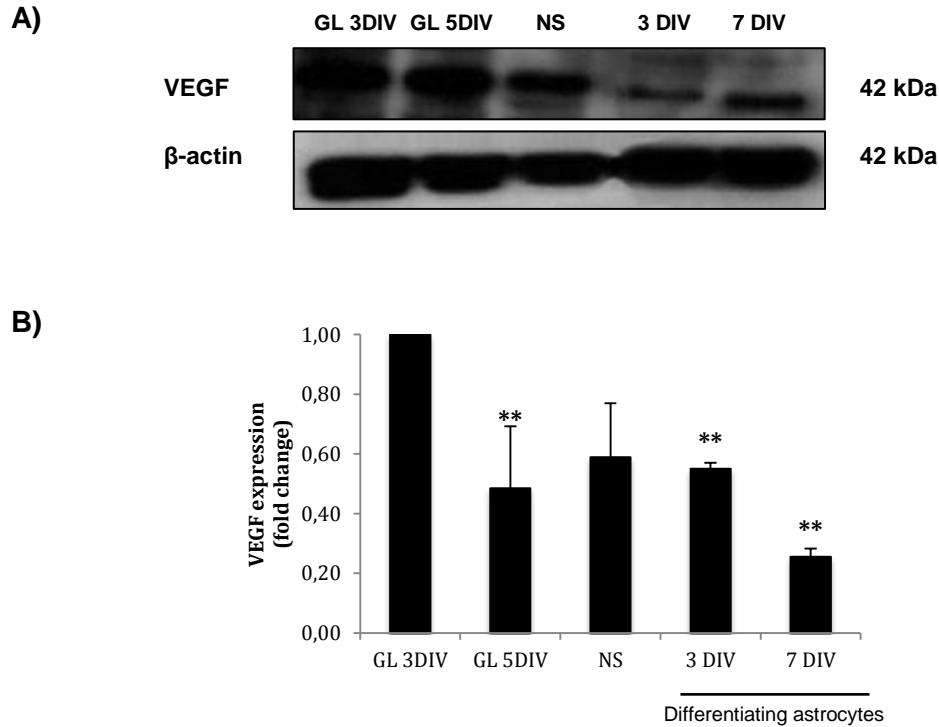 A)
GL 3DIV GL 5DIV NS 3 DIV 7 DIV
VEGF 42 kDa
β-actin 42 kDa
B)
1,00
0,80
0,60
0,40
0,20
0,00
VEGF expression
(fold change)
**
**
**
GL 3DIV GL 5DIV NS 3 DIV 7 DIV
Differentiating astrocytes